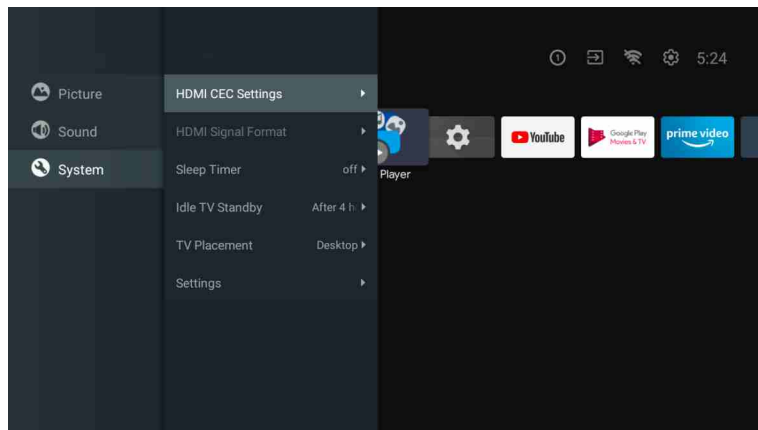 5:24
Picture
Sound
System
HDMI CEC Settings
HDMI Signal Format
Sleep Timer off
Idle TV Standby After 4 h
TV Placement Desktop
Settings
Player
YouTube
Google Play
Movies & TV
prime video